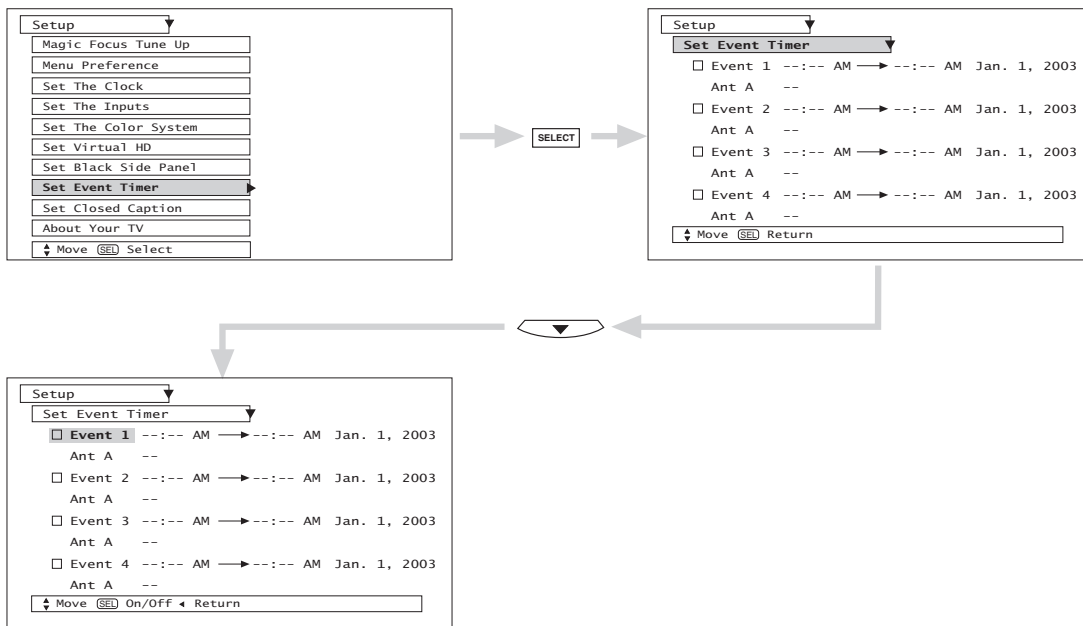 Setup
Magic Focus Tune Up
Menu Preference
Set The Clock
Set The Inputs
Set The Color System
Set Virtual HD
Set Black Side Panel
Set Event Timer
Set Closed Caption
About Your TV
Move SEL Select
SELECT
Setup
Set Event Timer
Event 1 --:-- AM --:-- AM Jan. 1, 2003
Ant A --
Event 2 --:-- AM --:-- AM Jan. 1, 2003
Ant A --
Event 3 --:-- AM --:-- AM Jan. 1, 2003
Ant A --
Event 4 --:-- AM --:-- AM Jan. 1, 2003
Ant A --
Move SEL Return
Setup
Set Event Timer
Event 1 --:-- AM --:-- AM Jan. 1, 2003
Ant A --
Event 2 --:-- AM --:-- AM Jan. 1, 2003
Ant A --
Event 3 --:-- AM --:-- AM Jan. 1, 2003
Ant A --
Event 4 --:-- AM --:-- AM Jan. 1, 2003
Ant A --
Move SEL On/Off Return